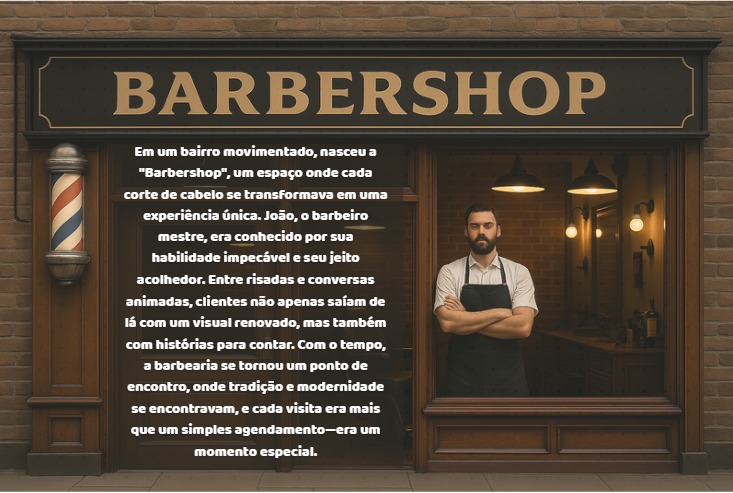 BARBERSHOP
Em um bairro movimentado, nasceu a
"Barbershop", um espaço onde cada
corte de cabelo se transformava em uma
experiência única. João, o barbeiro
mestre, era conhecido por sua
habilidade impecável e seu jeito
acolhedor. Entre risadas e conversas
animadas, clientes não apenas saíam de
lá com um visual renovado, mas também
com histórias para contar. Com o tempo,
a barbearia se tornou um ponto de
encontro, onde tradição e modernidade
se encontravam, e cada visita era mais
que um simples agendamento—era um
momento especial.